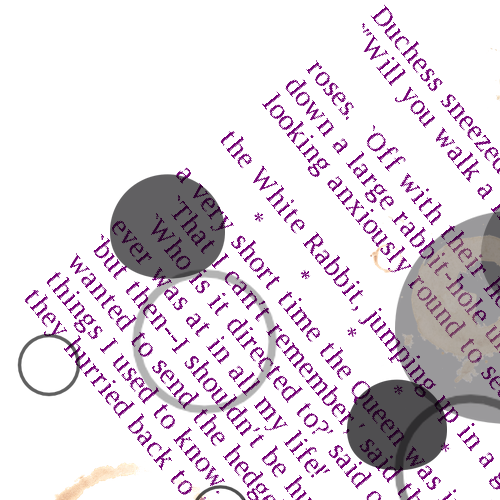 Duchess sneezed
"Will you walk a
roses. `Off with their
down a large rabbit-hole
looking anxiously round to see
the White Rabbit, jumping up in a
* * * * *
a very short time the Queen was in
`That I can't remember,' said
`Who is it directed to?' said
ever was at in all my life!'
`but then--I shouldn't be
wanted to send the hedge
things I used to know.
they hurried back to